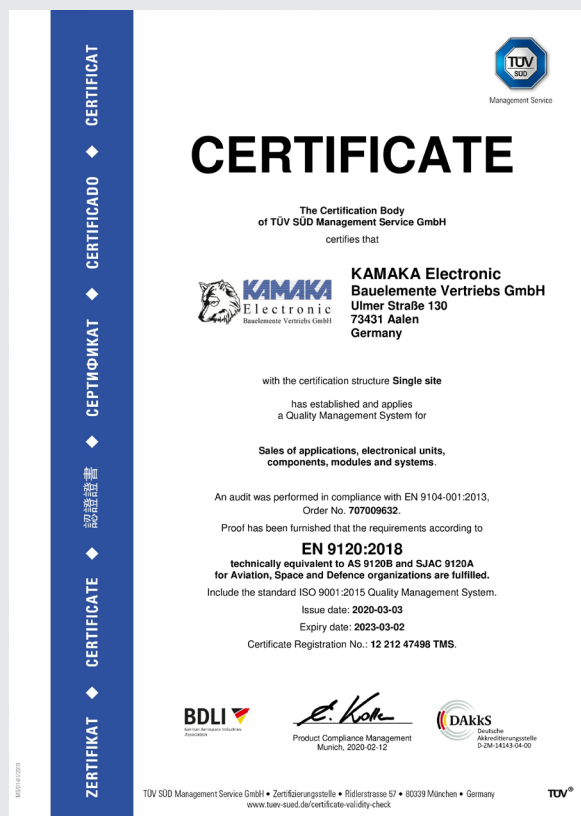 TÜV
SÜD
Management Service
CERTIFICATE
The Certification Body
of TÜV SÜD Management Service GmbH
certifies that
KAMAKA
Electronic
Bauelemente Vertriebs GmbH
KAMAKA Electronic
Bauelemente Vertriebs GmbH
Ulmer Straße 130
73431 Aalen
Germany
with the certification structure Single site
has established and applies
a Quality Management System for
Sales of applications, electronical units,
components, modules and systems.
An audit was performed in compliance with EN 9104-001:2013,
Order No. 707009632.
Proof has been furnished that the requirements according to
EN 9120:2018
technically equivalent to AS 9120B and SJAC 9120A
for Aviation, Space and Defence organizations are fulfilled.
Include the standard ISO 9001:2015 Quality Management System.
Issue date: 2020-03-03
Expiry date: 2023-03-02
Certificate Registration No.: 12 212 47498 TMS.
BDLI
German Aerospace Industries
Association
Product Compliance Management
Munich, 2020-02-12
DAkkS
Deutsche
Akkreditierungsstelle
D-ZM-14143-04-00
TÜV SÜD Management Service GmbH • Zertifizierungsstelle • Ridlerstrasse 57 • 80339 München • Germany
www.tuev-sued.de/certificate-validity-check
TÜV®
ZERTIFIKAT ◆ CERTIFICATE ◆ 認證證書 ◆ СЕРТИФИКАТ ◆ CERTIFICADO ◆ CERTIFICAT